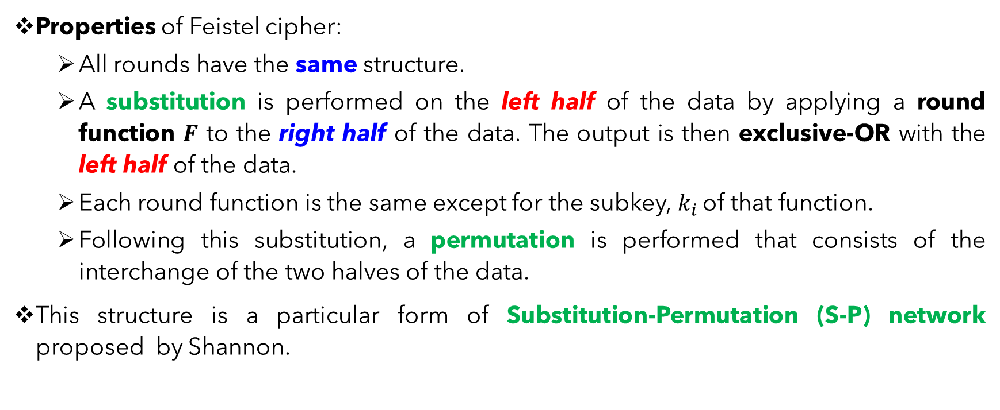 ❖Properties of Feistel cipher:
➢All rounds have the same structure.
➢A substitution is performed on the left half of the data by applying a round
function F to the right half of the data. The output is then exclusive-OR with the
left half of the data.
➢Each round function is the same except for the subkey, kᵢ of that function.
➢Following this substitution, a permutation is performed that consists of the
interchange of the two halves of the data.
❖This structure is a particular form of Substitution-Permutation (S-P) network
proposed by Shannon.